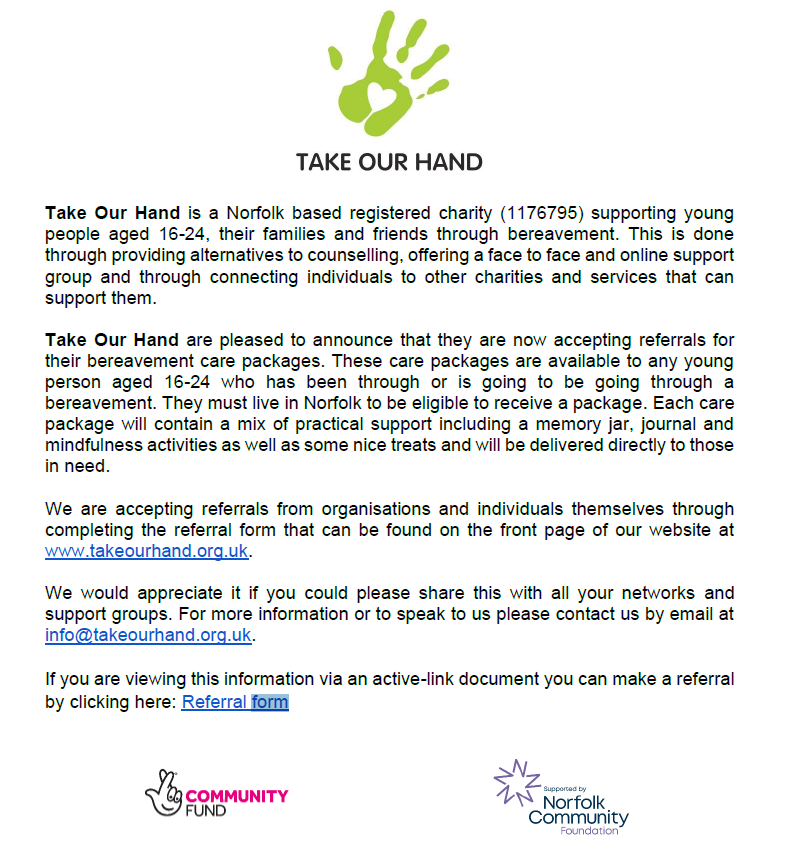 TAKE OUR HAND
Take Our Hand is a Norfolk based registered charity (1176795) supporting young
people aged 16-24, their families and friends through bereavement. This is done
through providing alternatives to counselling, offering a face to face and online support
group and through connecting individuals to other charities and services that can
support them.
Take Our Hand are pleased to announce that they are now accepting referrals for
their bereavement care packages. These care packages are available to any young
person aged 16-24 who has been through or is going to be going through a
bereavement. They must live in Norfolk to be eligible to receive a package. Each care
package will contain a mix of practical support including a memory jar, journal and
mindfulness activities as well as some nice treats and will be delivered directly to those
in need.
We are accepting referrals from organisations and individuals themselves through
completing the referral form that can be found on the front page of our website at
www.takeourhand.org.uk.
We would appreciate it if you could please share this with all your networks and
support groups. For more information or to speak to us please contact us by email at
info@takeourhand.org.uk.
If you are viewing this information via an active-link document you can make a referral
by clicking here: Referral form
COMMUNITY
FUND
Supported by
Norfolk
Community
Foundation